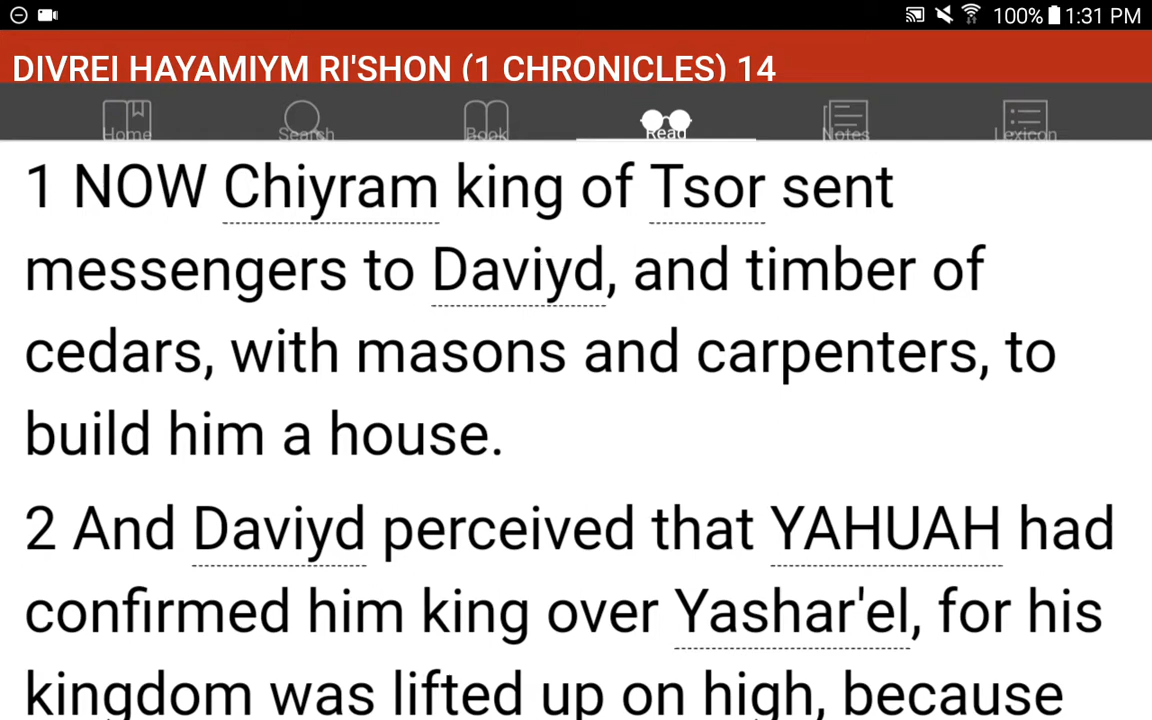 100% 1:31 PM
DIVREI HAYAMIYM RI'SHON (1 CHRONICLES) 14
Home Search Book Read Notes Lexicon
1 NOW Chiyram king of Tsor sent
messengers to Daviyd, and timber of
cedars, with masons and carpenters, to
build him a house.
2 And Daviyd perceived that YAHUAH had
confirmed him king over Yashar'el, for his
kingdom was lifted up on high, because